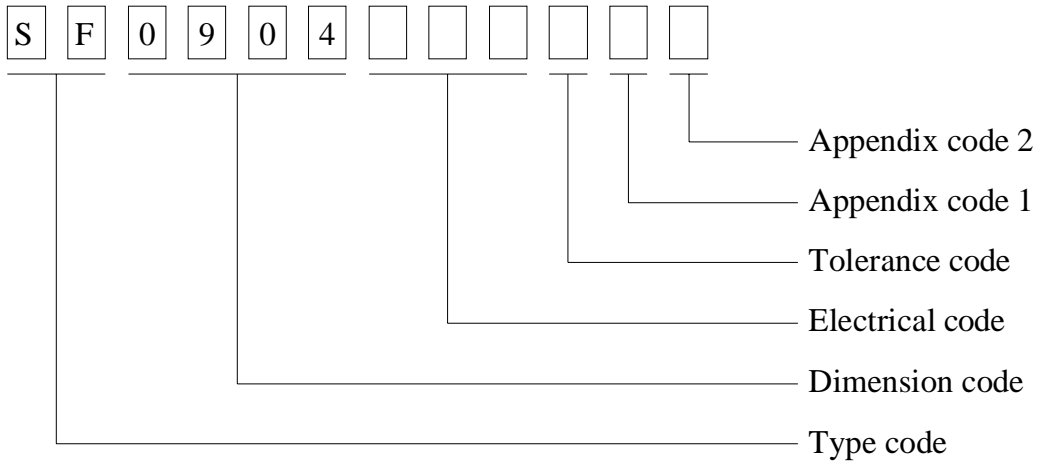 S F 0 9 0 4
Appendix code 2
Appendix code 1
Tolerance code
Electrical code
Dimension code
Type code